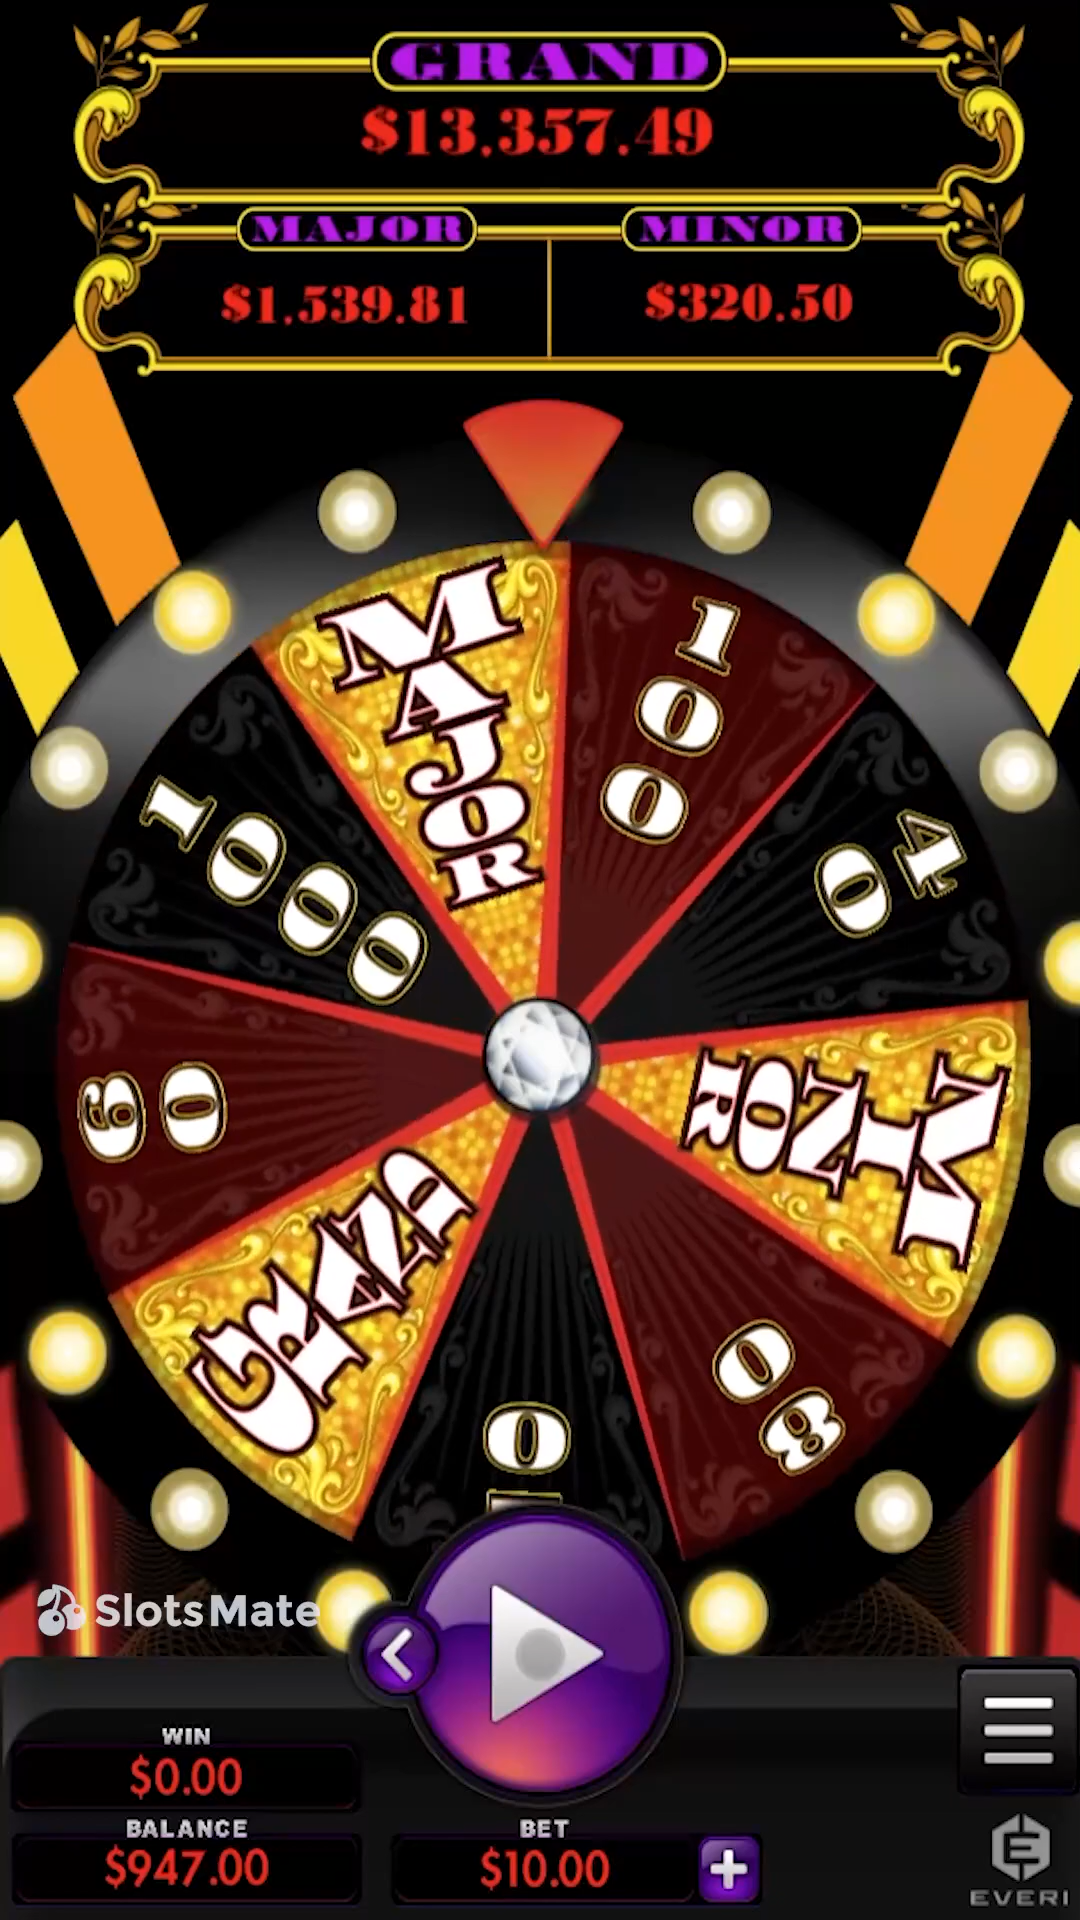 GRAND
$13,357.49
MAJOR
MINOR
$1,539.81
$320.50
MAJOR
100
40
MINOR
80
GRAND
60
1000
SlotsMate
WIN
$0.00
BALANCE
$947.00
BET
$10.00
EVERI